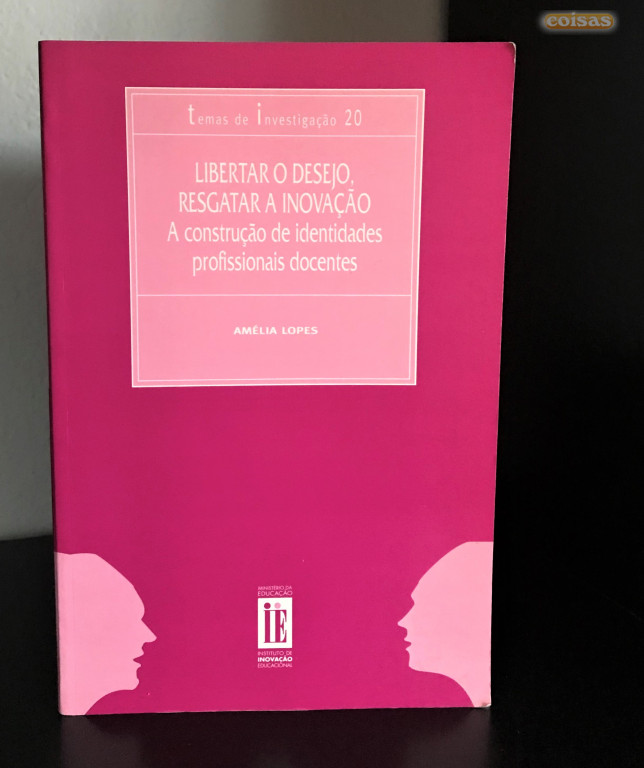 coisas
temas de investigação 20
LIBERTAR O DESEJO,
RESGATAR A INOVAÇÃO
A construção de identidades
profissionais docentes
AMÉLIA LOPES
MINISTÉRIO DA
EDUCAÇÃO
IIE
INSTITUTO DE
INOVAÇÃO
EDUCACIONAL